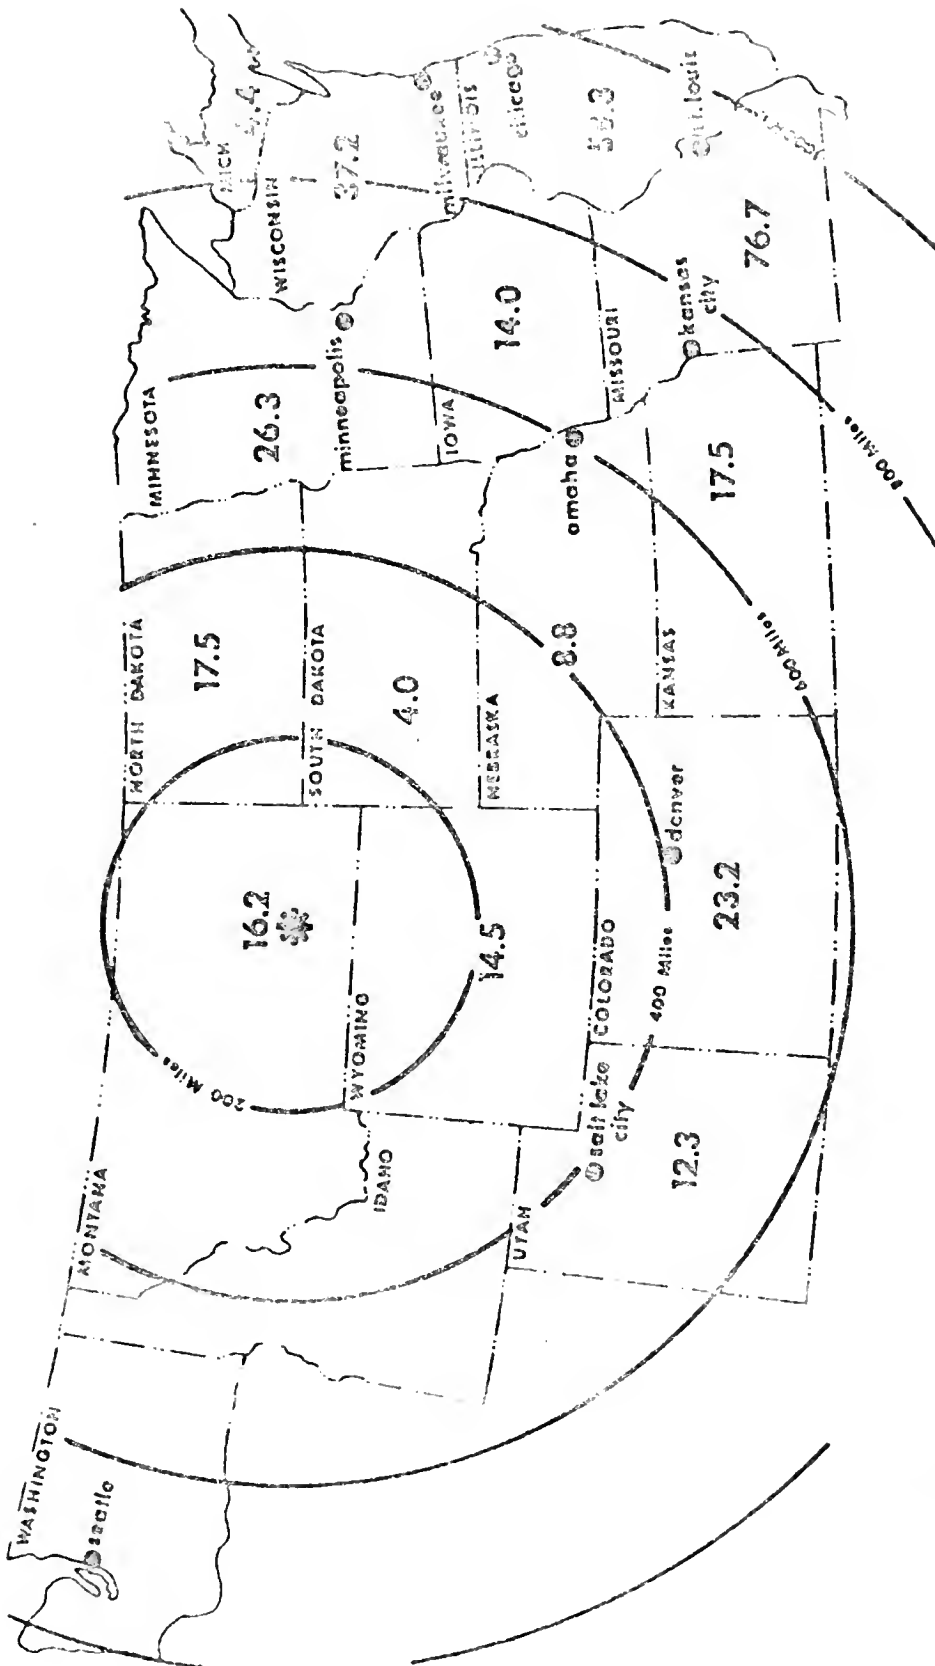 WASHINGTON
seattle
MONTANA
IDAHO
200 Miles
16.2
WYOMING
14.5
UTAH
salt lake
city
12.3
COLORADO
400 Miles
denver
23.2
NORTH DAKOTA
17.5
SOUTH DAKOTA
4.0
NEBRASKA
8.8
omaha
KANSAS
17.5
600 Miles
MINNESOTA
26.3
minneapolis
IOWA
14.0
MISSOURI
kansas
city
76.7
800 Miles
WISCONSIN
37.2
MICH
milwaukee
ILLINOIS
chicago
st.louis